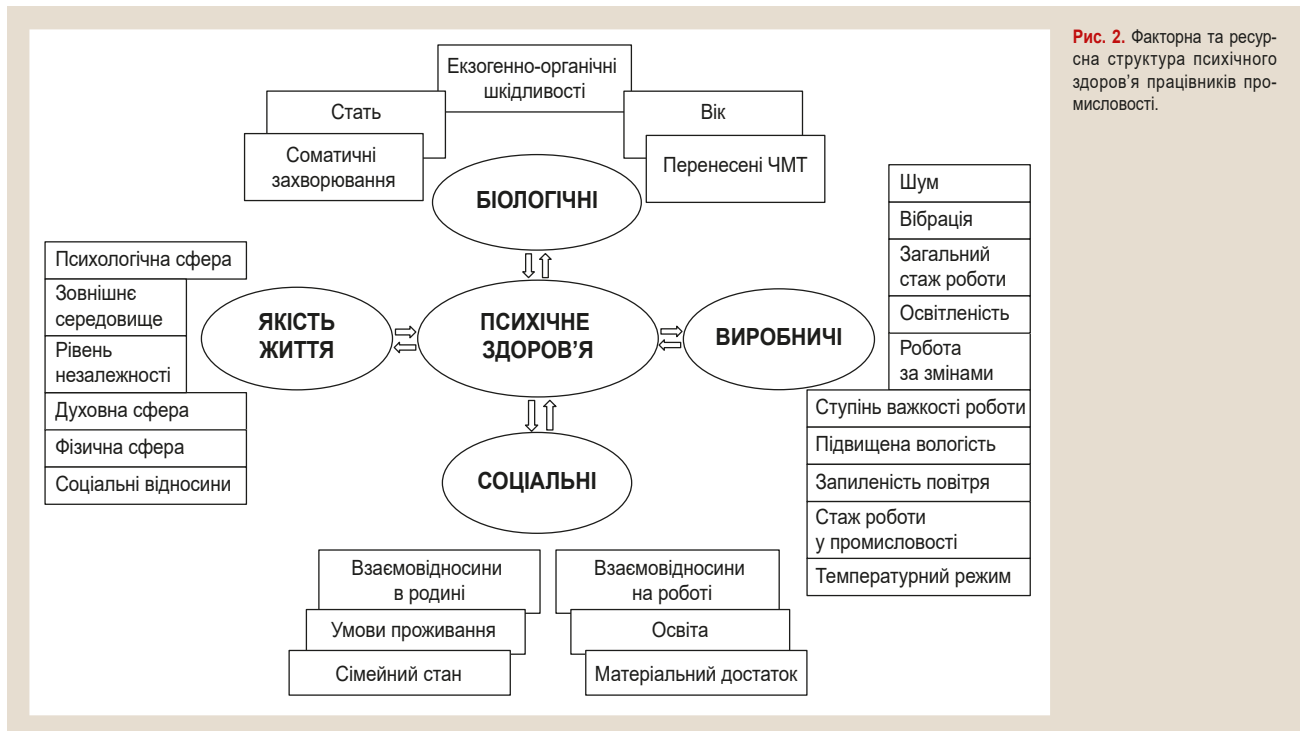 Рис. 2. Факторна та ресур-
сна структура психічного
здоров’я працівників про-
мисловості.
Екзогенно-органічні
шкідливості
Стать
Вік
Соматичні
захворювання
Перенесені ЧМТ
БІОЛОГІЧНІ
Психологічна сфера
Зовнішнє
середовище
Рівень
незалежності
Духовна сфера
Фізична сфера
Соціальні відносини
ЯКІСТЬ
ЖИТТЯ
ПСИХІЧНЕ
ЗДОРОВ’Я
ВИРОБНИЧІ
Шум
Вібрація
Загальний
стаж роботи
Освітленість
Робота
за змінами
Ступінь важкості роботи
Підвищена вологість
Запиленість повітря
Стаж роботи
у промисловості
Температурний режим
СОЦІАЛЬНІ
Взаємовідносини
в родині
Умови проживання
Сімейний стан
Взаємовідносини
на роботі
Освіта
Матеріальний достаток